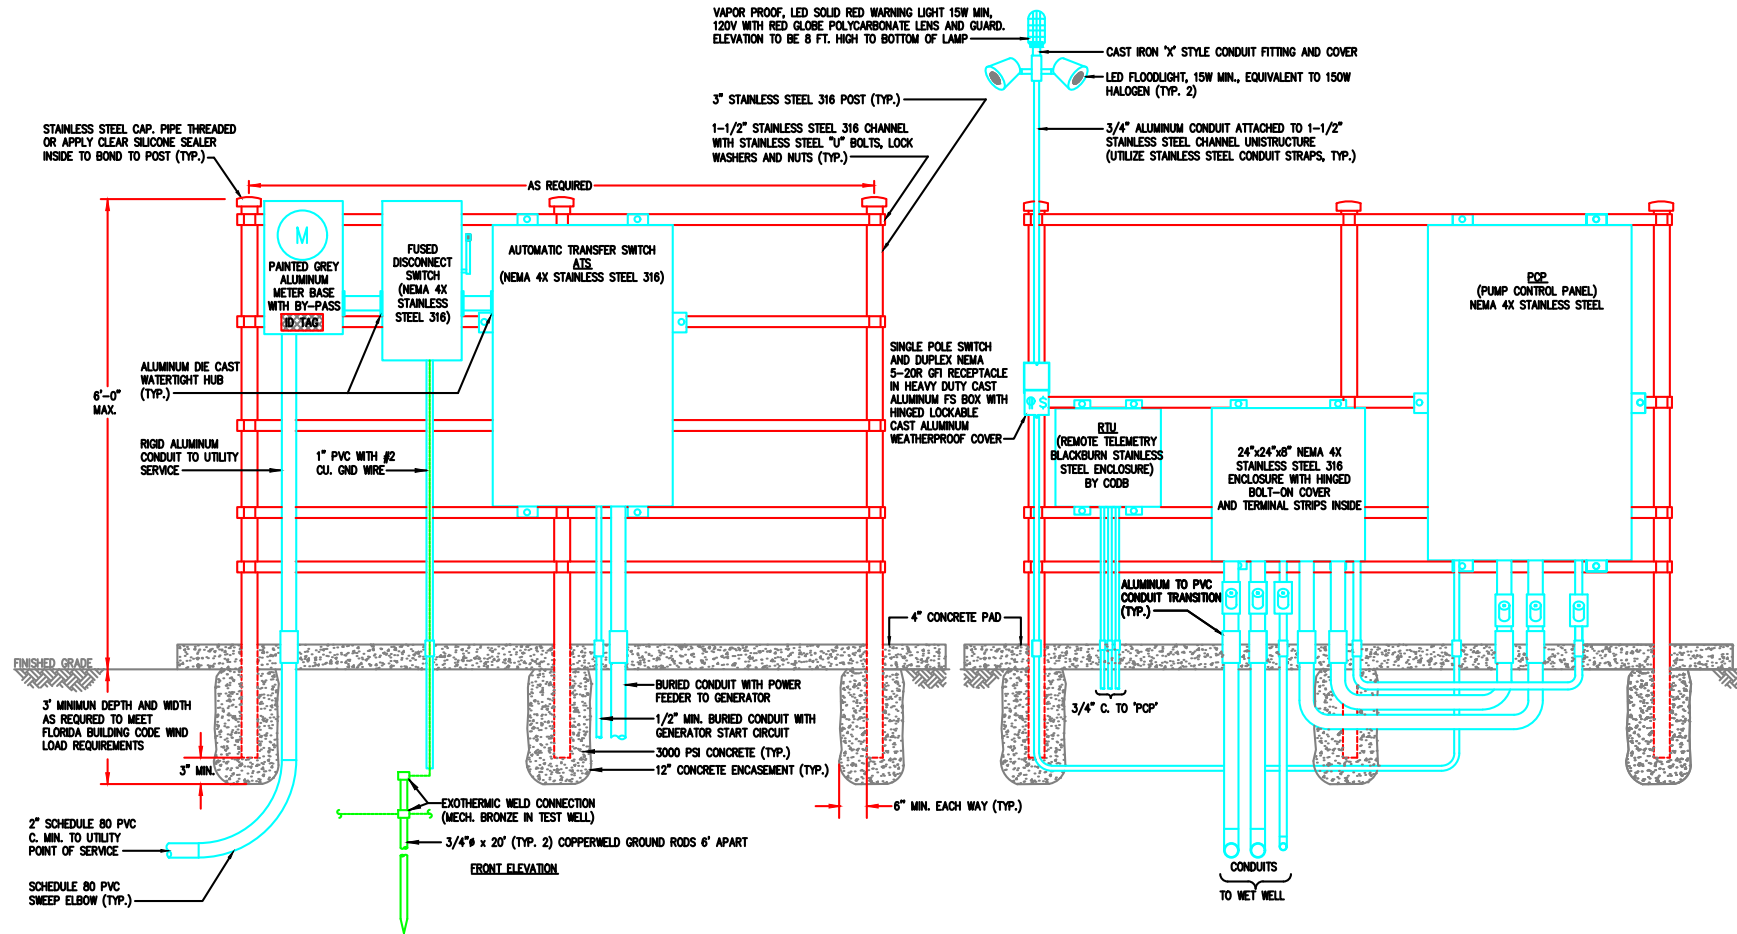 VAPOR PROOF, LED SOLID RED WARNING LIGHT 15W MIN,
120V WITH RED GLOBE POLYCARBONATE LENS AND GUARD.
ELEVATION TO BE 8 FT. HIGH TO BOTTOM OF LAMP
CAST IRON 'X' STYLE CONDUIT FITTING AND COVER
LED FLOODLIGHT, 15W MIN., EQUIVALENT TO 150W
HALOGEN (TYP. 2)
3" STAINLESS STEEL 316 POST (TYP.)
1-1/2" STAINLESS STEEL 316 CHANNEL
WITH STAINLESS STEEL "U" BOLTS, LOCK
WASHERS AND NUTS (TYP.)
3/4" ALUMINUM CONDUIT ATTACHED TO 1-1/2"
STAINLESS STEEL CHANNEL UNISTRUCTURE
(UTILIZE STAINLESS STEEL CONDUIT STRAPS, TYP.)
STAINLESS STEEL CAP. PIPE THREADED
OR APPLY CLEAR SILICONE SEALER
INSIDE TO BOND TO POST (TYP.)
AS REQUIRED
M
PAINTED GREY
ALUMINUM
METER BASE
WITH BY-PASS
ID TAG
FUSED
DISCONNECT
SWITCH
(NEMA 4X
STAINLESS
STEEL 316)
AUTOMATIC TRANSFER SWITCH
ATS
(NEMA 4X STAINLESS STEEL 316)
PCP
(PUMP CONTROL PANEL)
NEMA 4X STAINLESS STEEL
6'-0"
MAX.
ALUMINUM DIE CAST
WATERTIGHT HUB
(TYP.)
SINGLE POLE SWITCH
AND DUPLEX NEMA
5-20R GFI RECEPTACLE
IN HEAVY DUTY CAST
ALUMINUM FS BOX WITH
HINGED LOCKABLE
CAST ALUMINUM
WEATHERPROOF COVER
$
RTU
(REMOTE TELEMETRY
BLACKBURN STAINLESS
STEEL ENCLOSURE)
BY CODB
24"x24"x8" NEMA 4X
STAINLESS STEEL 316
ENCLOSURE WITH HINGED
BOLT-ON COVER
AND TERMINAL STRIPS INSIDE
RIGID ALUMINUM
CONDUIT TO UTILITY
SERVICE
1" PVC WITH #2
CU. GND WIRE
ALUMINUM TO PVC
CONDUIT TRANSITION
(TYP.)
4" CONCRETE PAD
FINISHED GRADE
3' MINIMUN DEPTH AND WIDTH
AS REQURED TO MEET
FLORIDA BUILDING CODE WIND
LOAD REQUIREMENTS
3" MIN.
BURIED CONDUIT WITH POWER
FEEDER TO GENERATOR
1/2" MIN. BURIED CONDUIT WITH
GENERATOR START CIRCUIT
3000 PSI CONCRETE (TYP.)
12" CONCRETE ENCASEMENT (TYP.)
3/4" C. TO 'PCP'
6" MIN. EACH WAY (TYP.)
EXOTHERMIC WELD CONNECTION
(MECH. BRONZE IN TEST WELL)
3/4"ø x 20' (TYP. 2) COPPERWELD GROUND RODS 6' APART
FRONT ELEVATION
2" SCHEDULE 80 PVC
C. MIN. TO UTILITY
POINT OF SERVICE
SCHEDULE 80 PVC
SWEEP ELBOW (TYP.)
CONDUITS
TO WET WELL